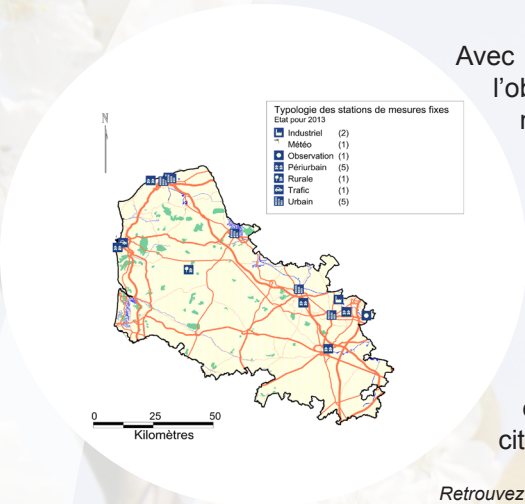 Avec
l'ob
N
Typologie des stations de mesures fixes
Etat pour 2013
Industriel (2)
Météo (1)
Observation (1)
Périurbain (5)
Rurale (1)
Trafic (1)
Urbain (5)
0 25 50
Kilomètres
cit
Retrouvez